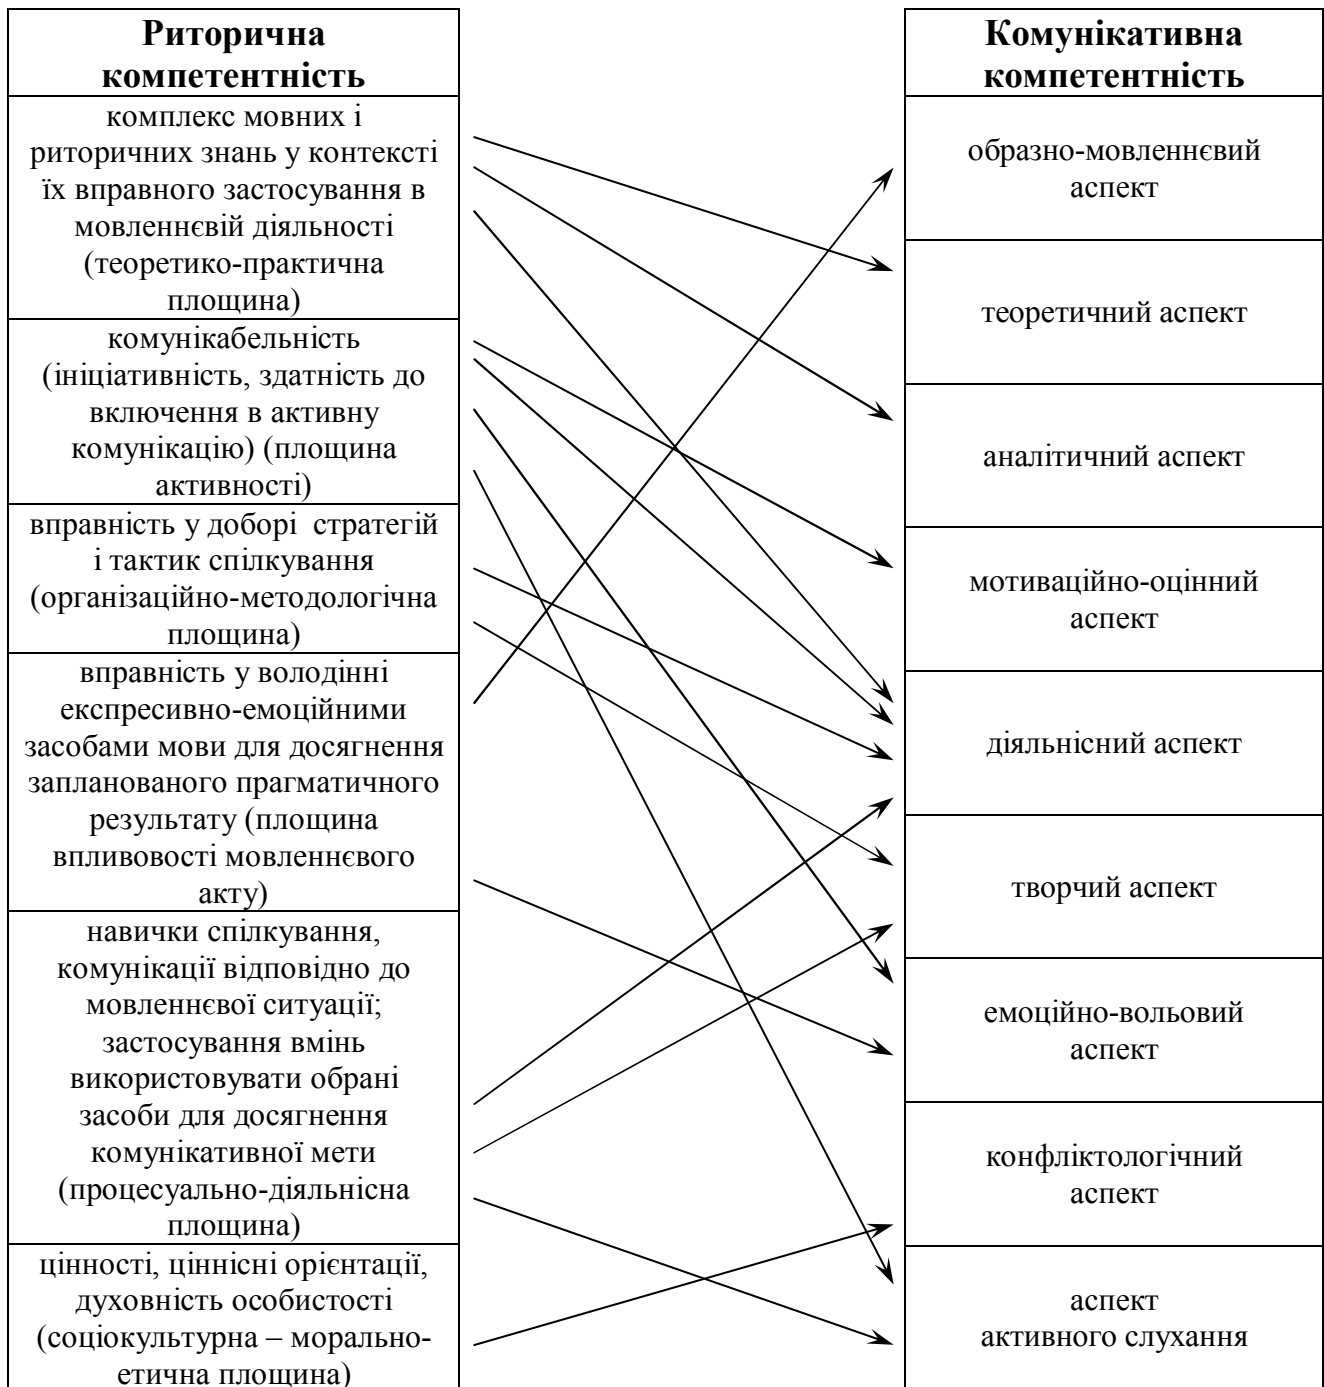 Риторична
компетентність
комплекс мовних і
риторичних знань у контексті
їх вправного застосування в
мовленнєвій діяльності
(теоретико-практична
площина)
комунікабельність
(ініціативність, здатність до
включення в активну
комунікацію) (площина
активності)
вправність у доборі стратегій
і тактик спілкування
(організаційно-методологічна
площина)
вправність у володінні
експресивно-емоційними
засобами мови для досягнення
запланованого прагматичного
результату (площина
впливовості мовленнєвого
акту)
навички спілкування,
комунікації відповідно до
мовленнєвої ситуації;
застосування вмінь
використовувати обрані
засоби для досягнення
комунікативної мети
(процесуально-діяльнісна
площина)
цінності, ціннісні орієнтації,
духовність особистості
(соціокультурна – морально-
етична площина)
Комунікативна
компетентність
образно-мовленнєвий
аспект
теоретичний аспект
аналітичний аспект
мотиваційно-оцінний
аспект
діяльнісний аспект
творчий аспект
емоційно-вольовий
аспект
конфліктологічний
аспект
аспект
активного слухання